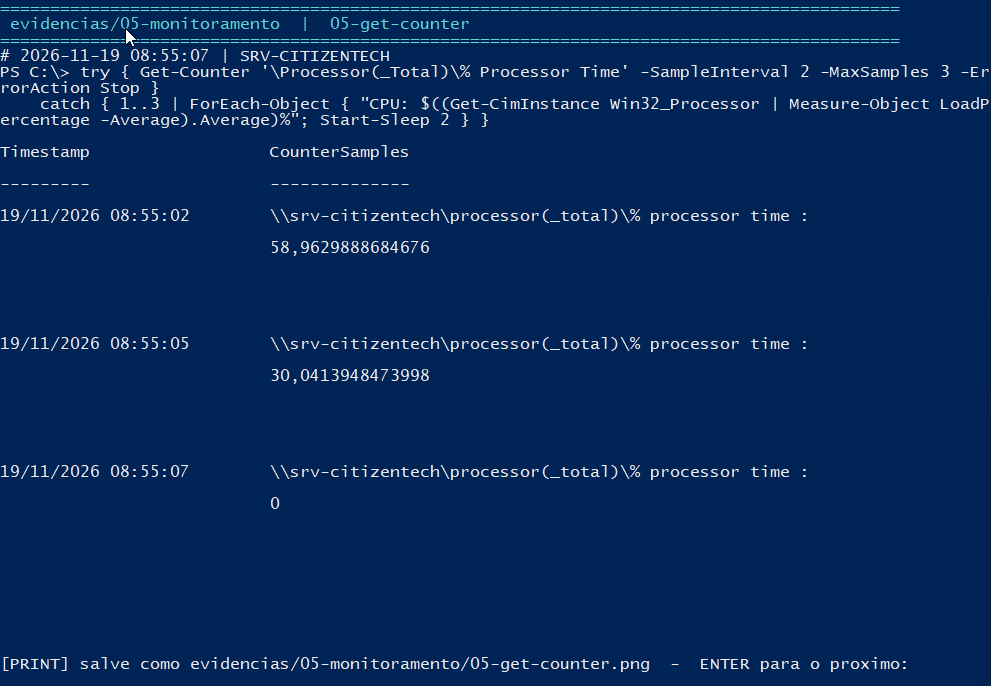 ==========================================================================================
evidencias/05-monitoramento  |  05-get-counter
==========================================================================================
# 2026-11-19 08:55:07 | SRV-CITIZENTECH
PS C:\> try { Get-Counter '\Processor(_Total)\% Processor Time' -SampleInterval 2 -MaxSamples 3 -Er
rorAction Stop }
    catch { 1..3 | ForEach-Object { "CPU: $((Get-CimInstance Win32_Processor | Measure-Object LoadP
ercentage -Average).Average)%"; Start-Sleep 2 } }
Timestamp                  CounterSamples
---------                  --------------
19/11/2026 08:55:02        \\srv-citizentech\processor(_total)\% processor time :
                           58,9629888684676
19/11/2026 08:55:05        \\srv-citizentech\processor(_total)\% processor time :
                           30,0413948473998
19/11/2026 08:55:07        \\srv-citizentech\processor(_total)\% processor time :
                           0
[PRINT] salve como evidencias/05-monitoramento/05-get-counter.png  -  ENTER para o proximo: